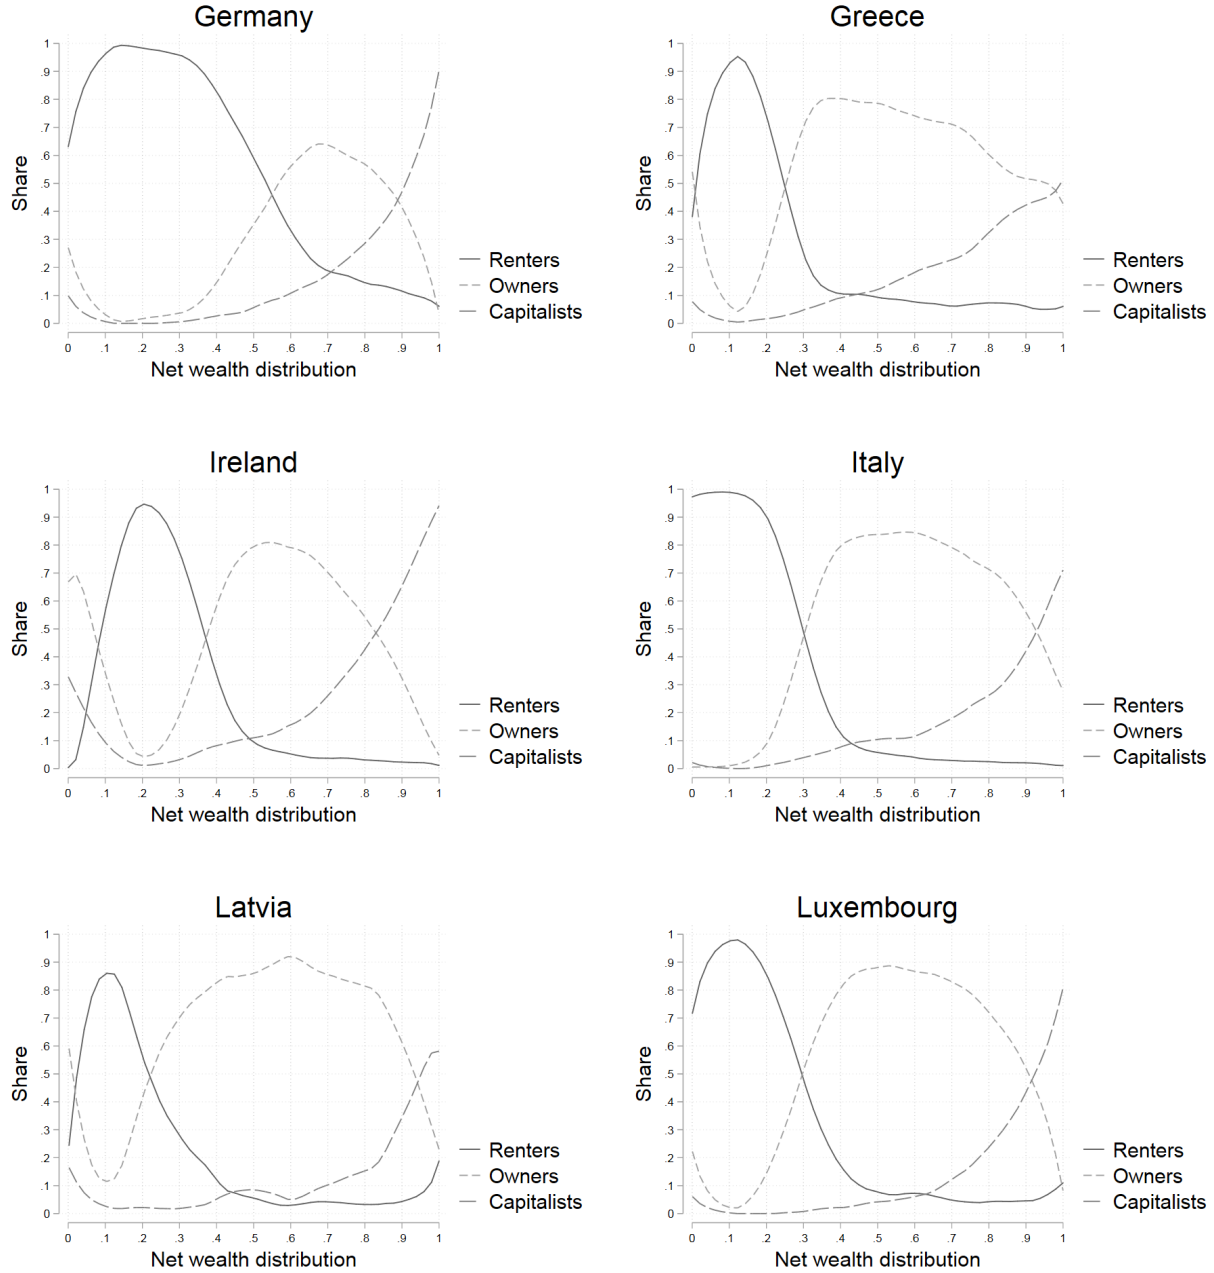 Germany
1
.9
.8
.7
.6
.5
.4
.3
.2
.1
0
Share
0 .1 .2 .3 .4 .5 .6 .7 .8 .9 1
Net wealth distribution
Renters
Owners
Capitalists
Greece
1
.9
.8
.7
.6
.5
.4
.3
.2
.1
0
Share
0 .1 .2 .3 .4 .5 .6 .7 .8 .9 1
Net wealth distribution
Renters
Owners
Capitalists
Ireland
1
.9
.8
.7
.6
.5
.4
.3
.2
.1
0
Share
0 .1 .2 .3 .4 .5 .6 .7 .8 .9 1
Net wealth distribution
Renters
Owners
Capitalists
Italy
1
.9
.8
.7
.6
.5
.4
.3
.2
.1
0
Share
0 .1 .2 .3 .4 .5 .6 .7 .8 .9 1
Net wealth distribution
Renters
Owners
Capitalists
Latvia
1
.9
.8
.7
.6
.5
.4
.3
.2
.1
0
Share
0 .1 .2 .3 .4 .5 .6 .7 .8 .9 1
Net wealth distribution
Renters
Owners
Capitalists
Luxembourg
1
.9
.8
.7
.6
.5
.4
.3
.2
.1
0
Share
0 .1 .2 .3 .4 .5 .6 .7 .8 .9 1
Net wealth distribution
Renters
Owners
Capitalists